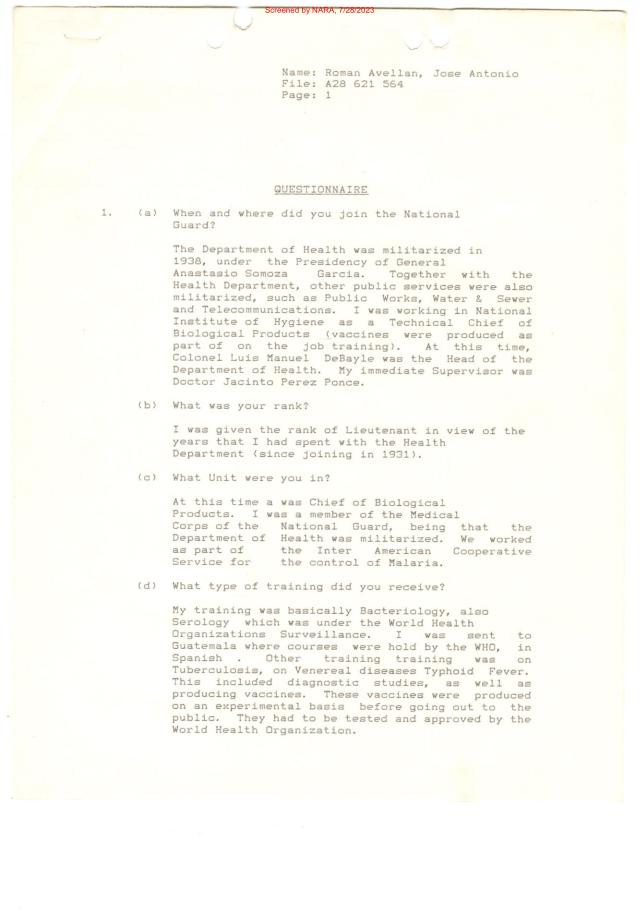 Screened by NARA, 7/28/2023
Name: Roman Avellan, Jose Antonio
File: A28 621 564
Page: 1
QUESTIONNAIRE
1. (a) When and where did you join the National
Guard?
The Department of Health was militarized in
1938, under the Presidency of General
Anastasio Somoza Garcia. Together with the
Health Department, other public services were also
militarized, such as Public Works, Water & Sewer
and Telecommunications. I was working in National
Institute of Hygiene as a Technical Chief of
Biological Products (vaccines were produced as
part of on the job training). At this time,
Colonel Luis Manuel DeBayle was the Head of the
Department of Health. My immediate Supervisor was
Doctor Jacinto Perez Ponce.
(b) What was your rank?
I was given the rank of Lieutenant in view of the
years that I had spent with the Health
Department (since joining in 1931).
(c) What Unit were you in?
At this time a was Chief of Biological
Products. I was a member of the Medical
Corps of the National Guard, being that the
Department of Health was militarized. We worked
as part of the Inter American Cooperative
Service for the control of Malaria.
(d) What type of training did you receive?
My training was basically Bacteriology, also
Serology which was under the World Health
Organizations Surveillance. I was sent to
Guatemala where courses were hold by the WHO, in
Spanish . Other training training was on
Tuberculosis, on Venereal diseases Typhoid Fever.
This included diagnostic studies, as well as
producing vaccines. These vaccines were produced
on an experimental basis before going out to the
public. They had to be tested and approved by the
World Health Organization.